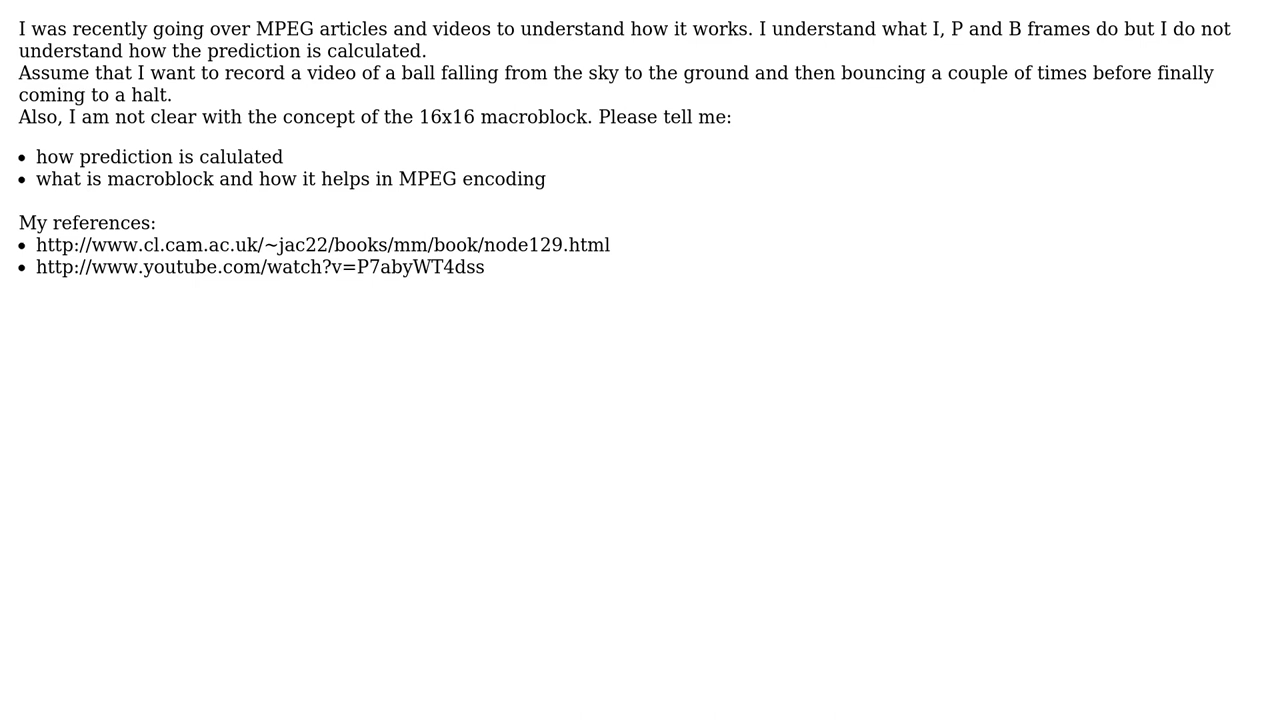 I was recently going over MPEG articles and videos to understand how it works. I understand what I, P and B frames do but I do not
understand how the prediction is calculated.
Assume that I want to record a video of a ball falling from the sky to the ground and then bouncing a couple of times before finally
coming to a halt.
Also, I am not clear with the concept of the 16x16 macroblock. Please tell me:
• how prediction is calulated
• what is macroblock and how it helps in MPEG encoding
My references:
• http://www.cl.cam.ac.uk/~jac22/books/mm/book/node129.html
• http://www.youtube.com/watch?v=P7abyWT4dss